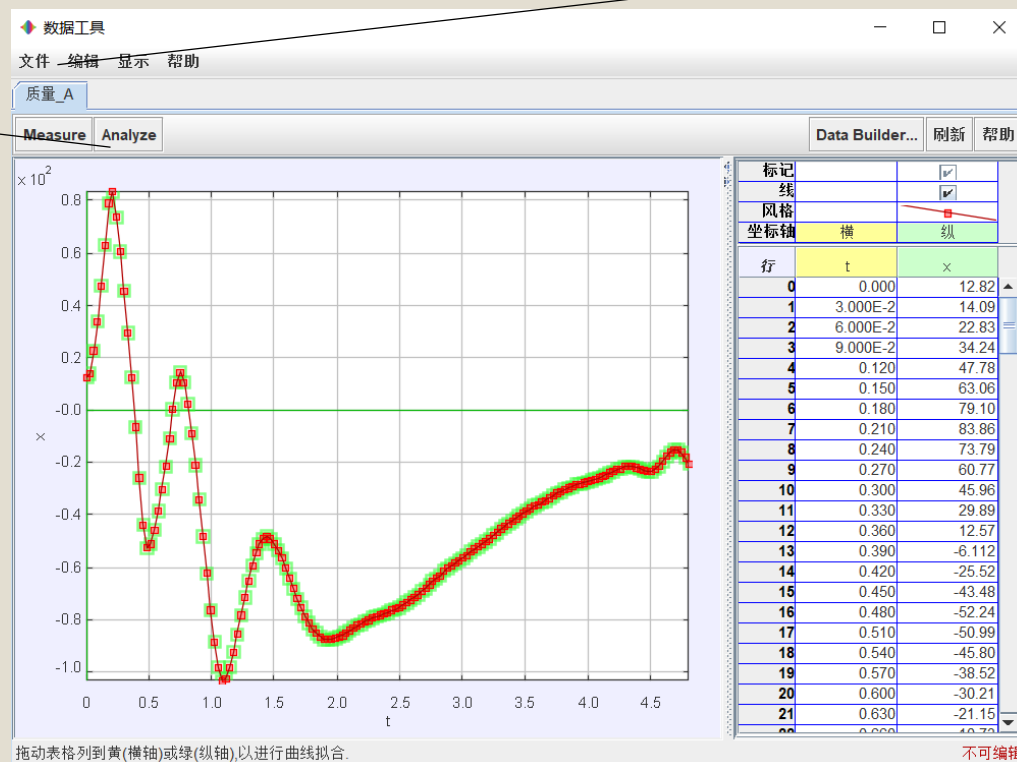 数据工具
文件 编辑 显示 帮助
质量_A
Measure Analyze Data Builder... 刷新 帮助
×10²
0.8
0.6
0.4
0.2
-0.0
-0.2
-0.4
-0.6
-0.8
-1.0
x
0 0.5 1.0 1.5 2.0 2.5 3.0 3.5 4.0 4.5
t
标记
线
风格
坐标轴 横 纵
行 t x
0 0.000 12.82
1 3.000E-2 14.09
2 6.000E-2 22.83
3 9.000E-2 34.24
4 0.120 47.78
5 0.150 63.06
6 0.180 79.10
7 0.210 83.86
8 0.240 73.79
9 0.270 60.77
10 0.300 45.96
11 0.330 29.89
12 0.360 12.57
13 0.390 -6.112
14 0.420 -25.52
15 0.450 -43.48
16 0.480 -52.24
17 0.510 -50.99
18 0.540 -45.80
19 0.570 -38.52
20 0.600 -30.21
21 0.630 -21.15
拖动表格列到黄(横轴)或绿(纵轴),以进行曲线拟合.
不可编辑